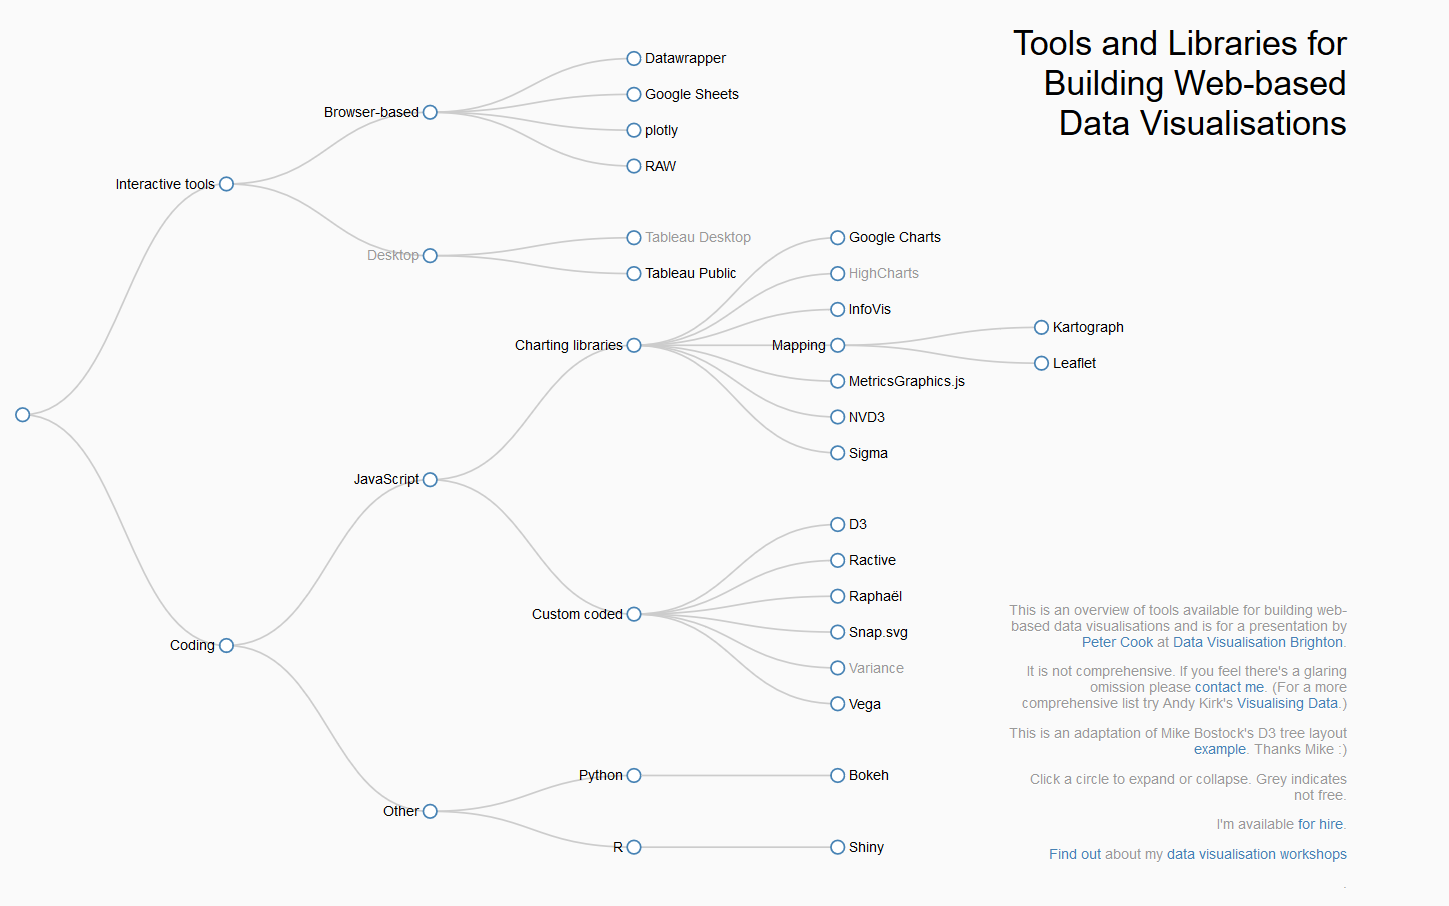 Tools and Libraries for
Building Web-based
Data Visualisations
Datawrapper
Google Sheets
Browser-based
plotly
RAW
Interactive tools
Tableau Desktop
Desktop
Tableau Public
Google Charts
HighCharts
InfoVis
Kartograph
Charting libraries
Mapping
Leaflet
MetricsGraphics.js
NVD3
Sigma
JavaScript
D3
Ractive
Raphaël
Custom coded
Snap.svg
Variance
Vega
Coding
Python
Bokeh
Other
R
Shiny
This is an overview of tools available for building web-
based data visualisations and is for a presentation by
Peter Cook at Data Visualisation Brighton.
It is not comprehensive. If you feel there's a glaring
omission please contact me. (For a more
comprehensive list try Andy Kirk's Visualising Data.)
This is an adaptation of Mike Bostock's D3 tree layout
example. Thanks Mike :)
Click a circle to expand or collapse. Grey indicates
not free.
I'm available for hire.
Find out about my data visualisation workshops
.